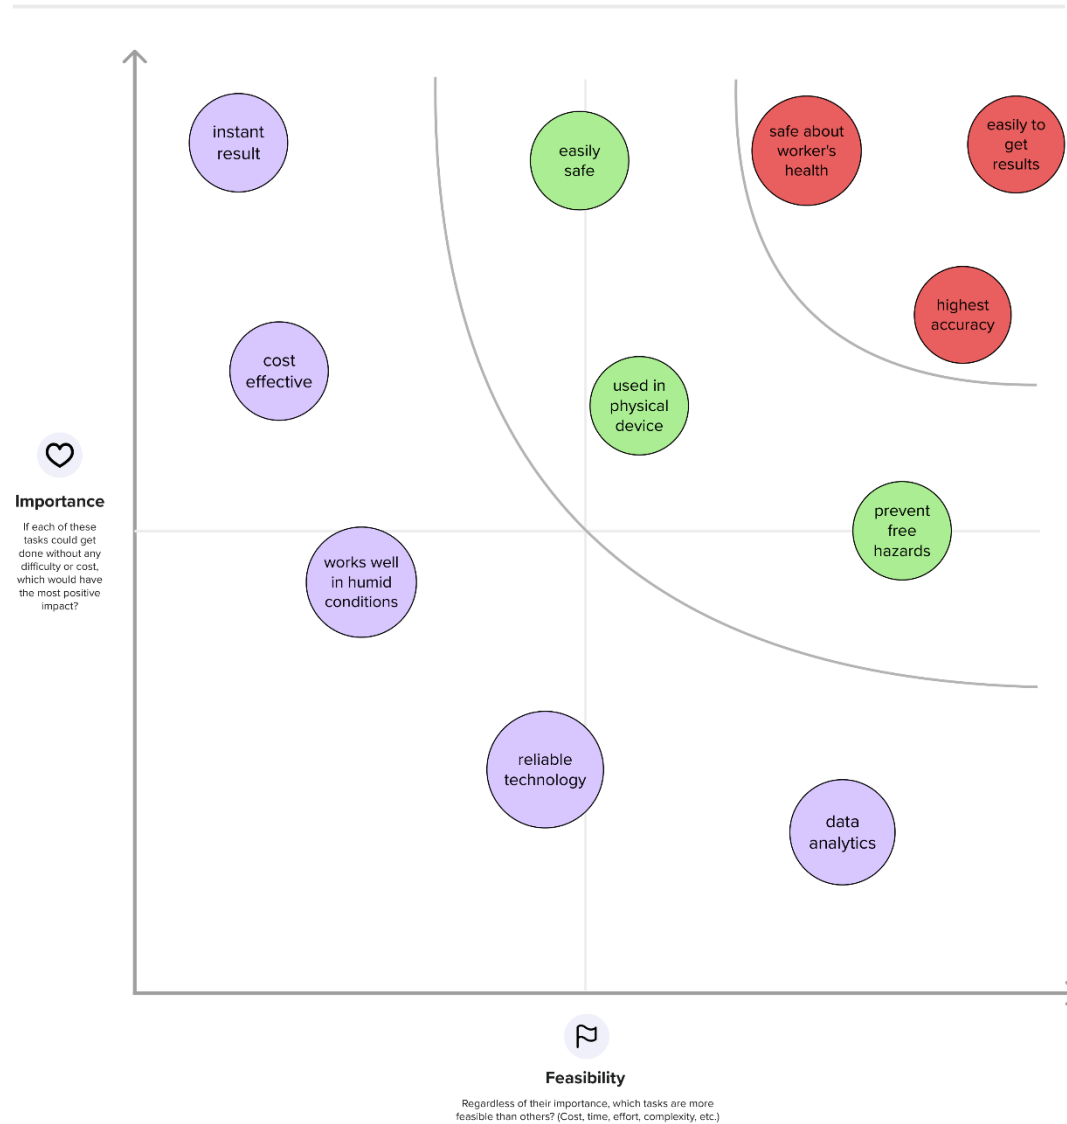 instant
result
easily
safe
safe about
worker's
health
easily to
get
results
highest
accuracy
cost
effective
used in
physical
device
Importance
If each of these
tasks could get
done without any
difficulty or cost,
which would have
the most positive
impact?
prevent
free
hazards
works well
in humid
conditions
reliable
technology
data
analytics
Feasibility
Regardless of their importance, which tasks are more
feasible than others? (Cost, time, effort, complexity, etc.)